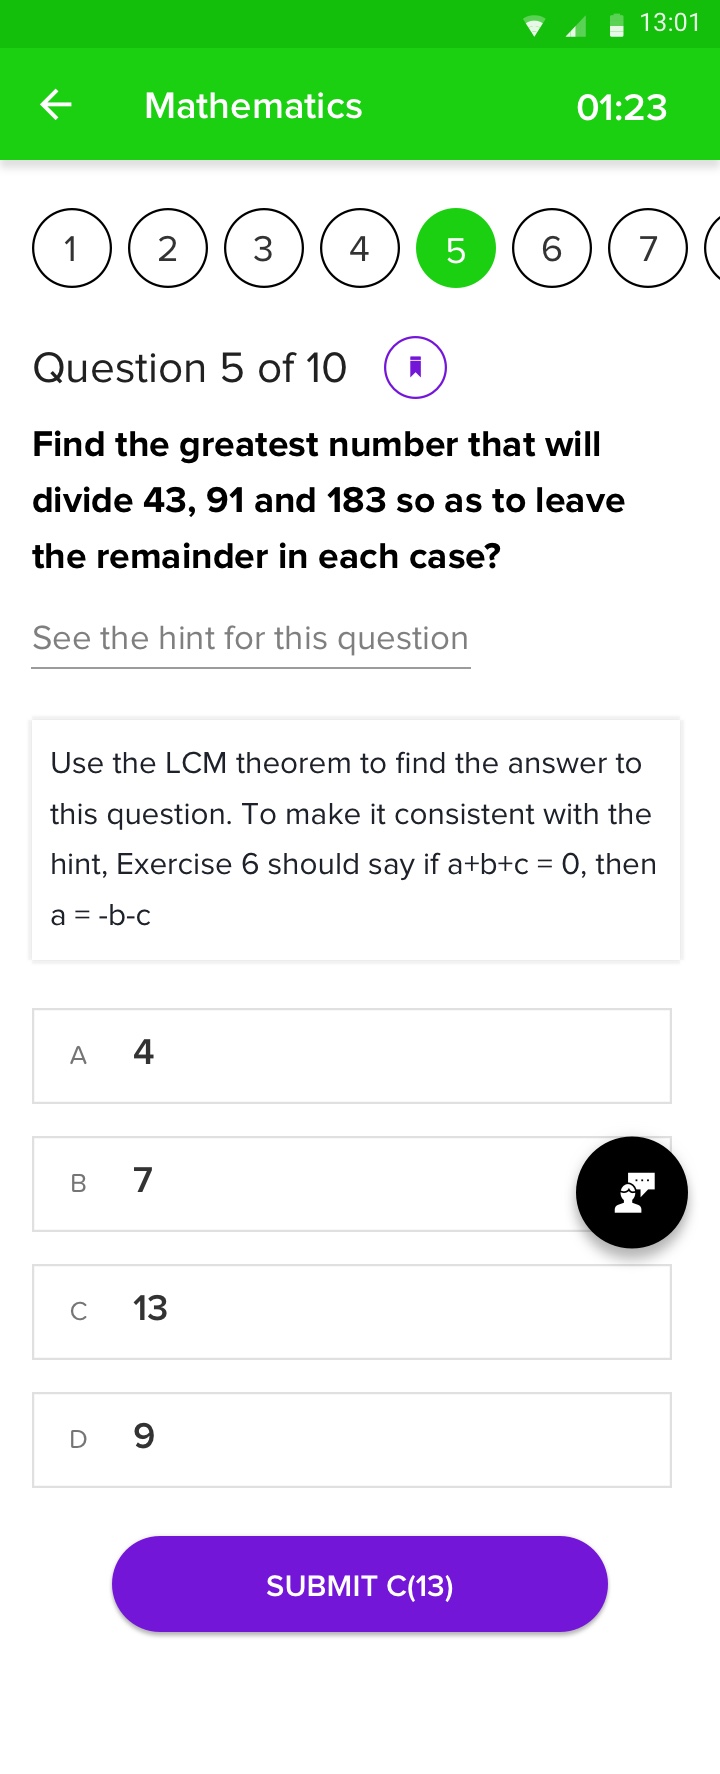 13:01
Mathematics 01:23
1 2 3 4 5 6 7
Question 5 of 10
Find the greatest number that will
divide 43, 91 and 183 so as to leave
the remainder in each case?
See the hint for this question
Use the LCM theorem to find the answer to
this question. To make it consistent with the
hint, Exercise 6 should say if a+b+c = 0, then
a = -b-c
A 4
B 7
C 13
D 9
SUBMIT C(13)